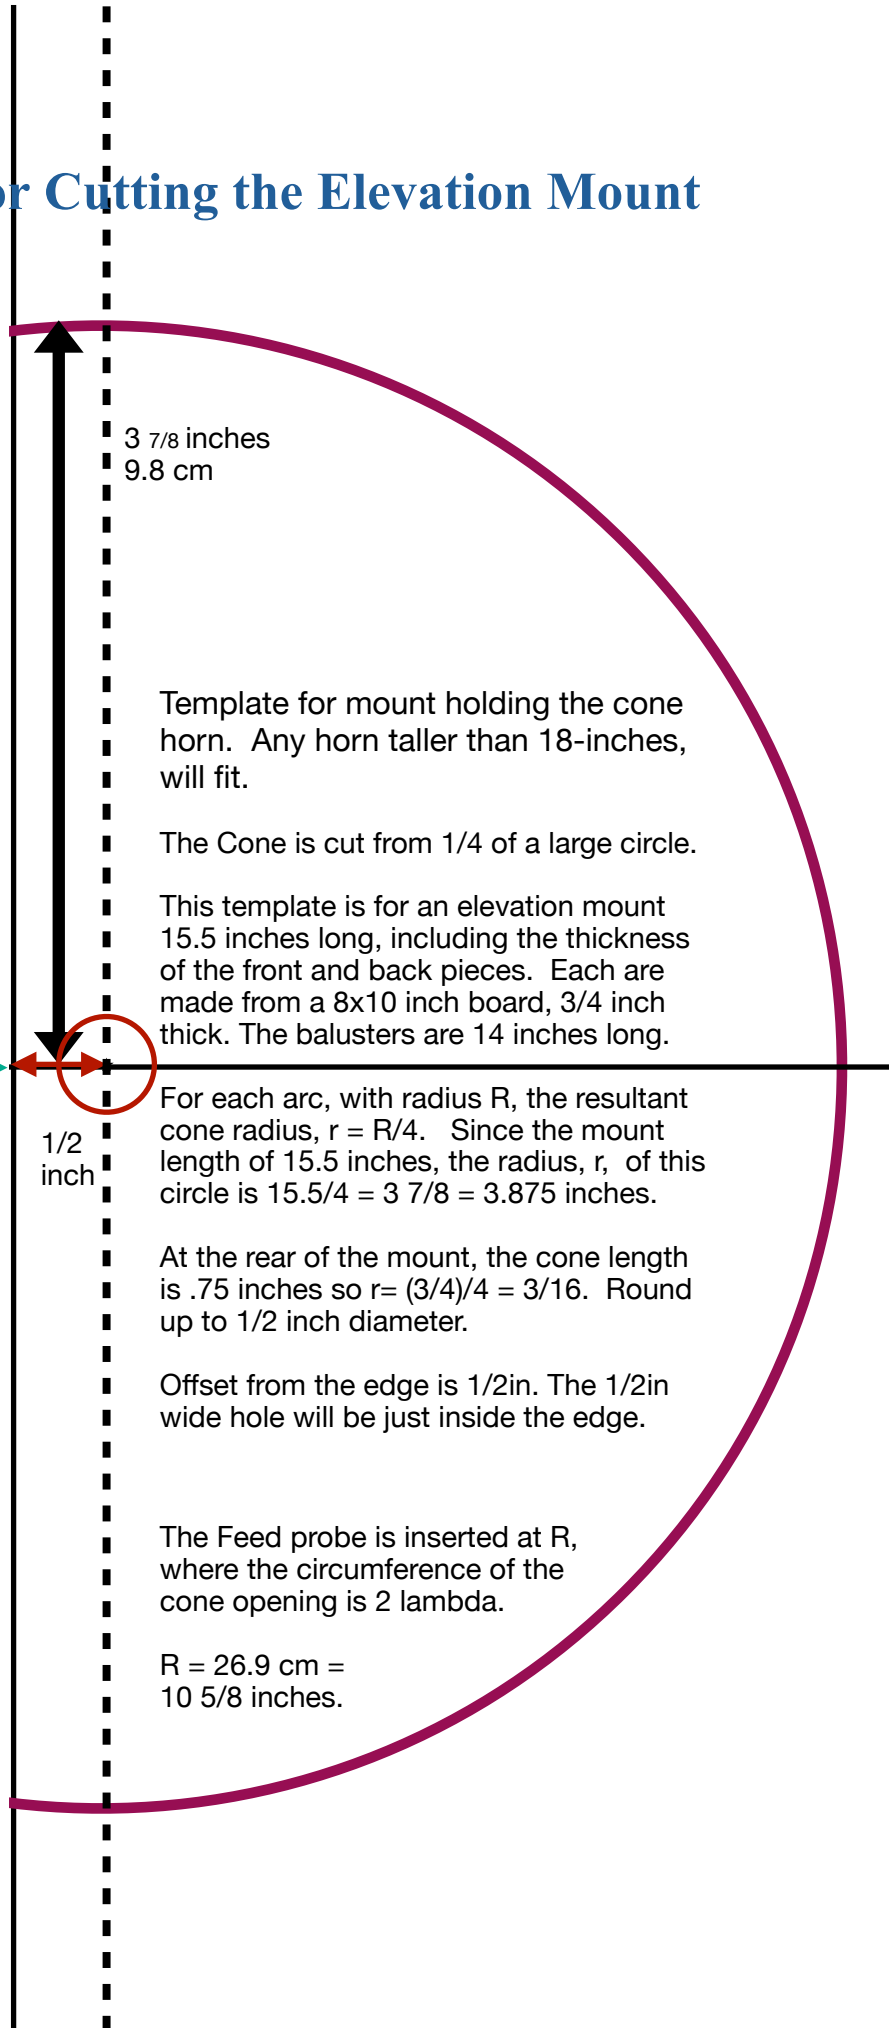 or Cutting the Elevation Mount
3 7/8 inches
9.8 cm
Template for mount holding the cone
horn.  Any horn taller than 18-inches,
will fit.
The Cone is cut from 1/4 of a large circle.
This template is for an elevation mount
15.5 inches long, including the thickness
of the front and back pieces.  Each are
made from a 8x10 inch board, 3/4 inch
thick. The balusters are 14 inches long.
For each arc, with radius R, the resultant
cone radius, r = R/4.   Since the mount
length of 15.5 inches, the radius, r,  of this
circle is 15.5/4 = 3 7/8 = 3.875 inches.
1/2
inch
At the rear of the mount, the cone length
is .75 inches so r= (3/4)/4 = 3/16.  Round
up to 1/2 inch diameter.
Offset from the edge is 1/2in. The 1/2in
wide hole will be just inside the edge.
The Feed probe is inserted at R,
where the circumference of the
cone opening is 2 lambda.
R = 26.9 cm =
10 5/8 inches.